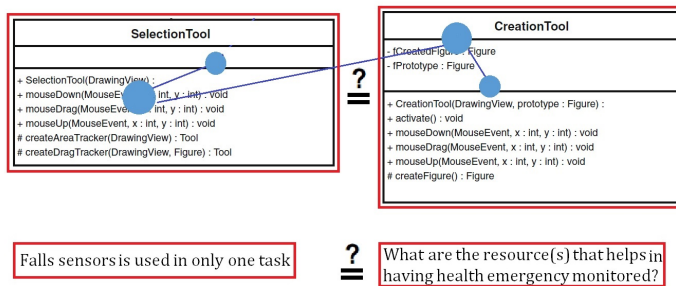 SelectionTool
+ SelectionTool(DrawingView) :
+ mouseDown(MouseEv int, y : int) : void
+ mouseDrag(MouseE int, y : int) : void
+ mouseUp(MouseEvent, x : int, y : int) : void
# createAreaTracker(DrawingView) : Tool
# createDragTracker(DrawingView, Figure) : Tool
?
=
CreationTool
- fCreatedFigure : Figure
- fPrototype : Figure
+ CreationTool(DrawingView, prototype : Figure) :
+ activate() : void
+ mouseDown(MouseEvent, x : int, y : int) : void
+ mouseDrag(MouseEvent, x : int, y : int) : void
+ mouseUp(MouseEvent, x : int, y : int) : void
# createFigure() : Figure
Falls sensors is used in only one task
?
=
What are the resource(s) that helps in
having health emergency monitored?